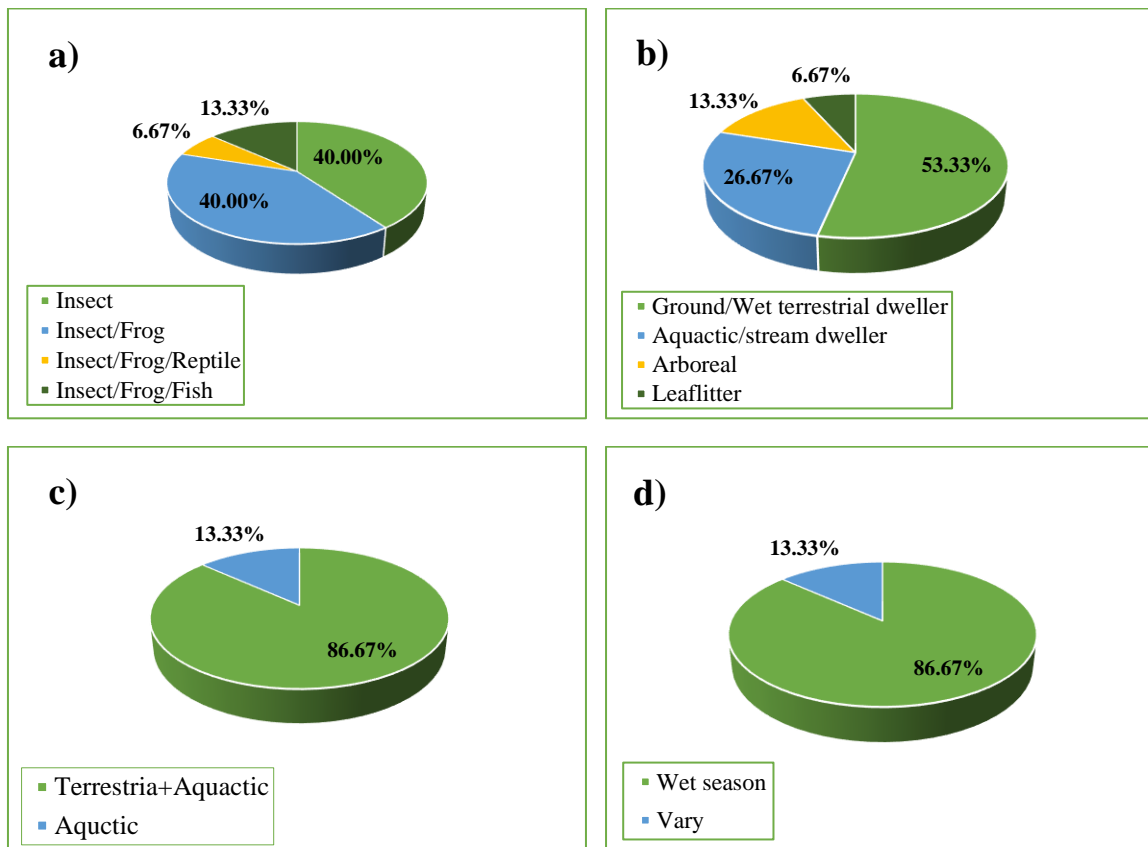 a)
13.33%
6.67%
40.00%
40.00%
Insect
Insect/Frog
Insect/Frog/Reptile
Insect/Frog/Fish
b)
6.67%
13.33%
26.67%
53.33%
Ground/Wet terrestrial dweller
Aquactic/stream dweller
Arboreal
Leaflitter
c)
13.33%
86.67%
Terrestria+Aquactic
Aquctic
d)
13.33%
86.67%
Wet season
Vary